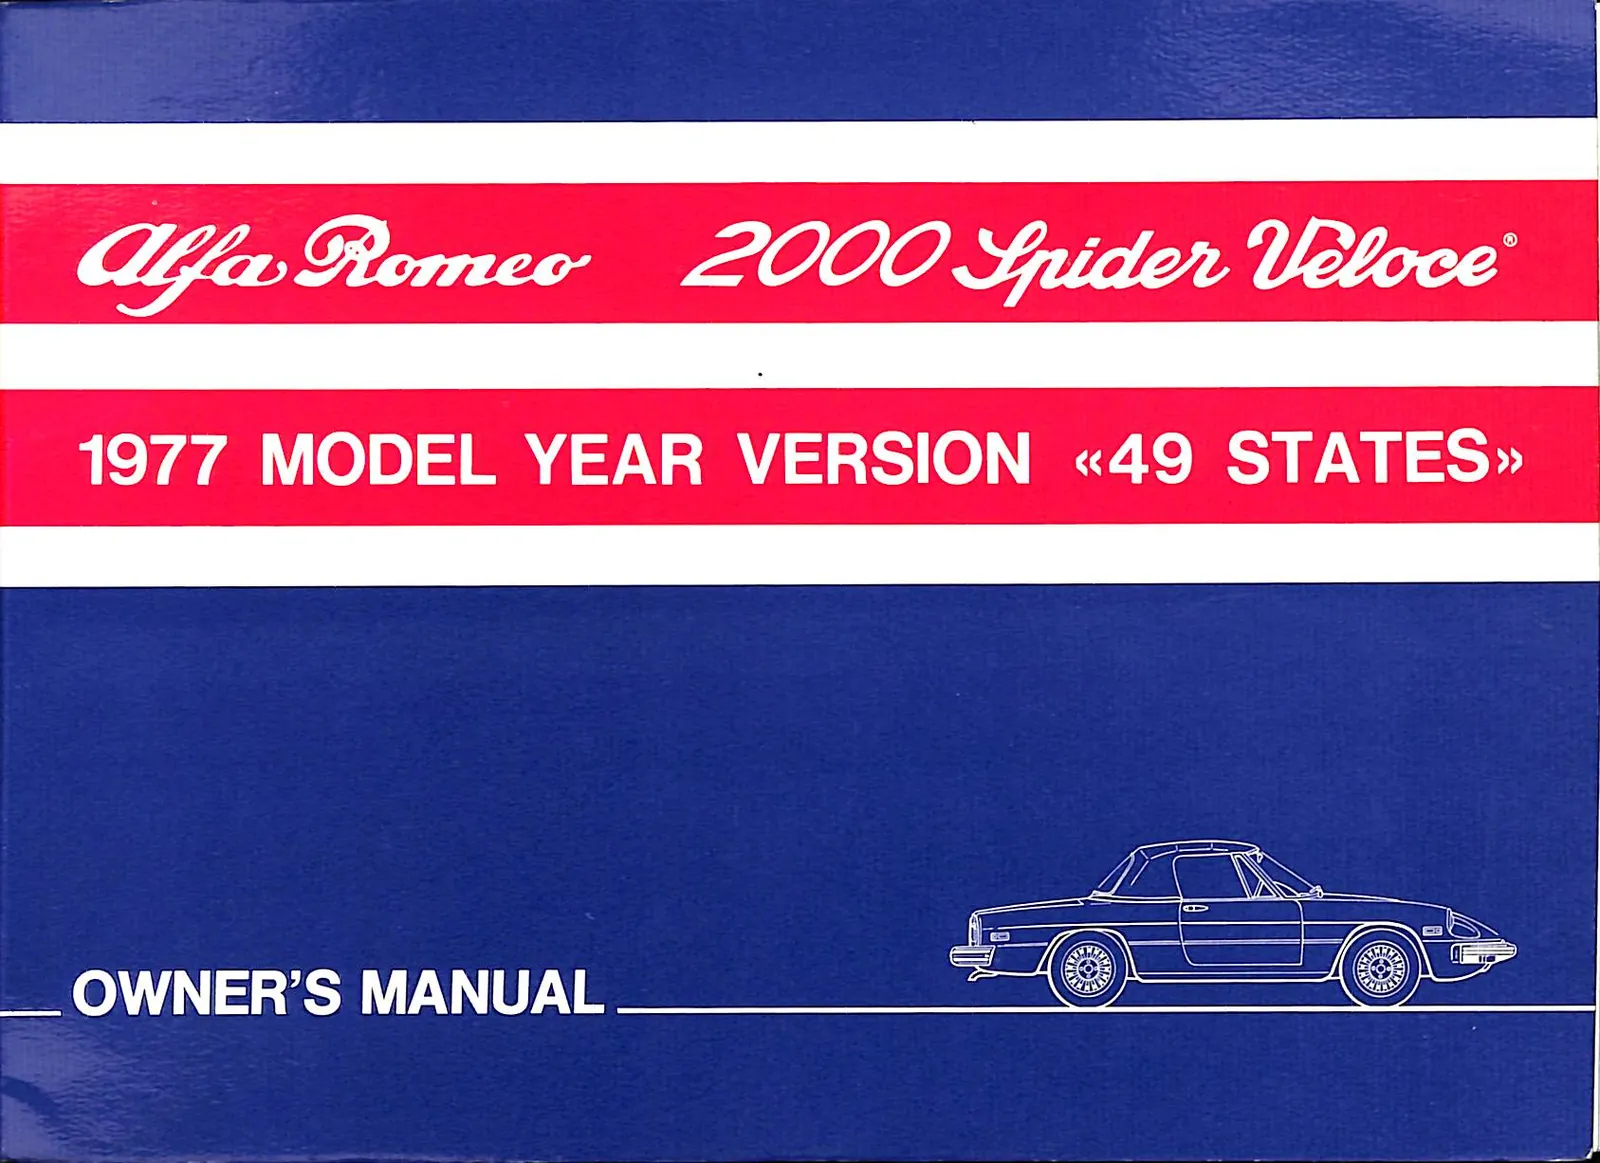 Alfa Romeo 2000 Spider Veloce®
1977 MODEL YEAR VERSION «49 STATES»
OWNER'S MANUAL